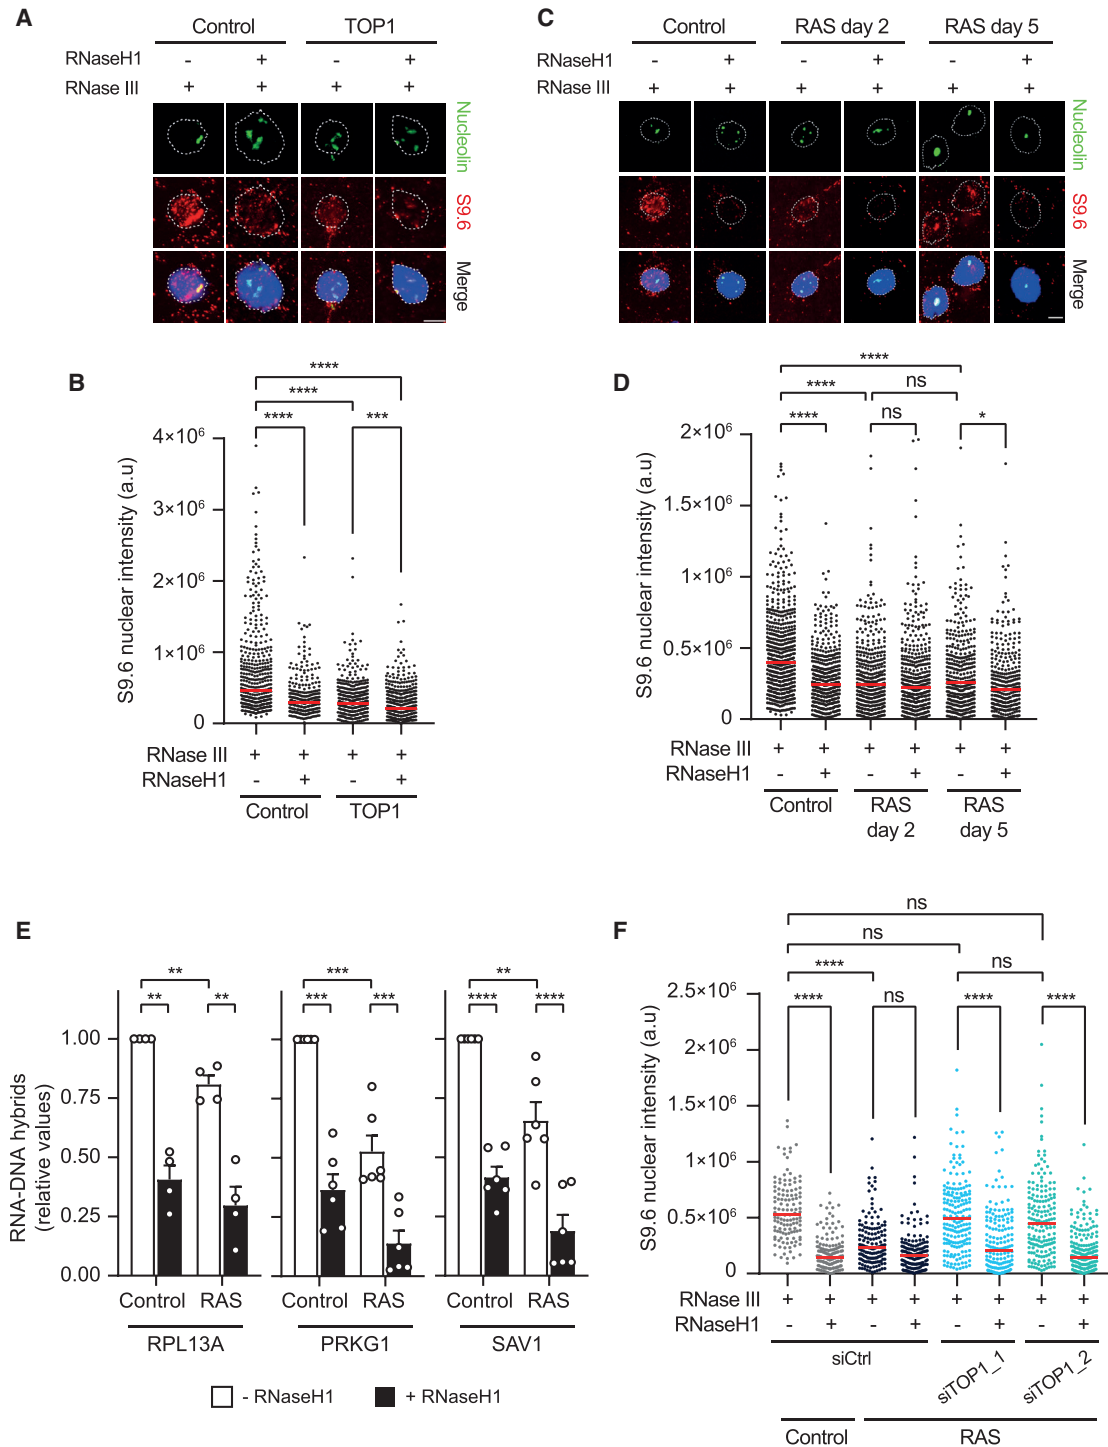 A
Control TOP1
RNaseH1 - + - +
RNase III + + + +
Nucleolin
S9.6
Merge
C
Control RAS day 2 RAS day 5
RNaseH1 - + - + - +
RNase III + + + + + +
Nucleolin
S9.6
Merge
B
****
****
**** ***
S9.6 nuclear intensity (a.u)
4×10⁶
3×10⁶
2×10⁶
1×10⁶
0
RNase III + + + +
RNaseH1 - + - +
Control TOP1
D
****
**** ns
**** ns *
S9.6 nuclear intensity (a.u)
2×10⁶
1.5×10⁶
1×10⁶
0.5×10⁶
0
RNase III + + + + + +
RNaseH1 - + - + - +
Control RAS RAS
day 2 day 5
E
** *** **
** ** *** *** **** ****
RNA-DNA hybrids
(relative values)
1.00
0.75
0.50
0.25
0.00
Control RAS Control RAS Control RAS
RPL13A PRKG1 SAV1
- RNaseH1 + RNaseH1
F
ns
ns
**** ns
**** ns **** ****
S9.6 nuclear intensity (a.u)
2.5×10⁶
2×10⁶
1.5×10⁶
1×10⁶
0.5×10⁶
0
RNase III + + + + + + + +
RNaseH1 - + - + - + - +
siCtrl siTOP1_1 siTOP1_2
Control RAS